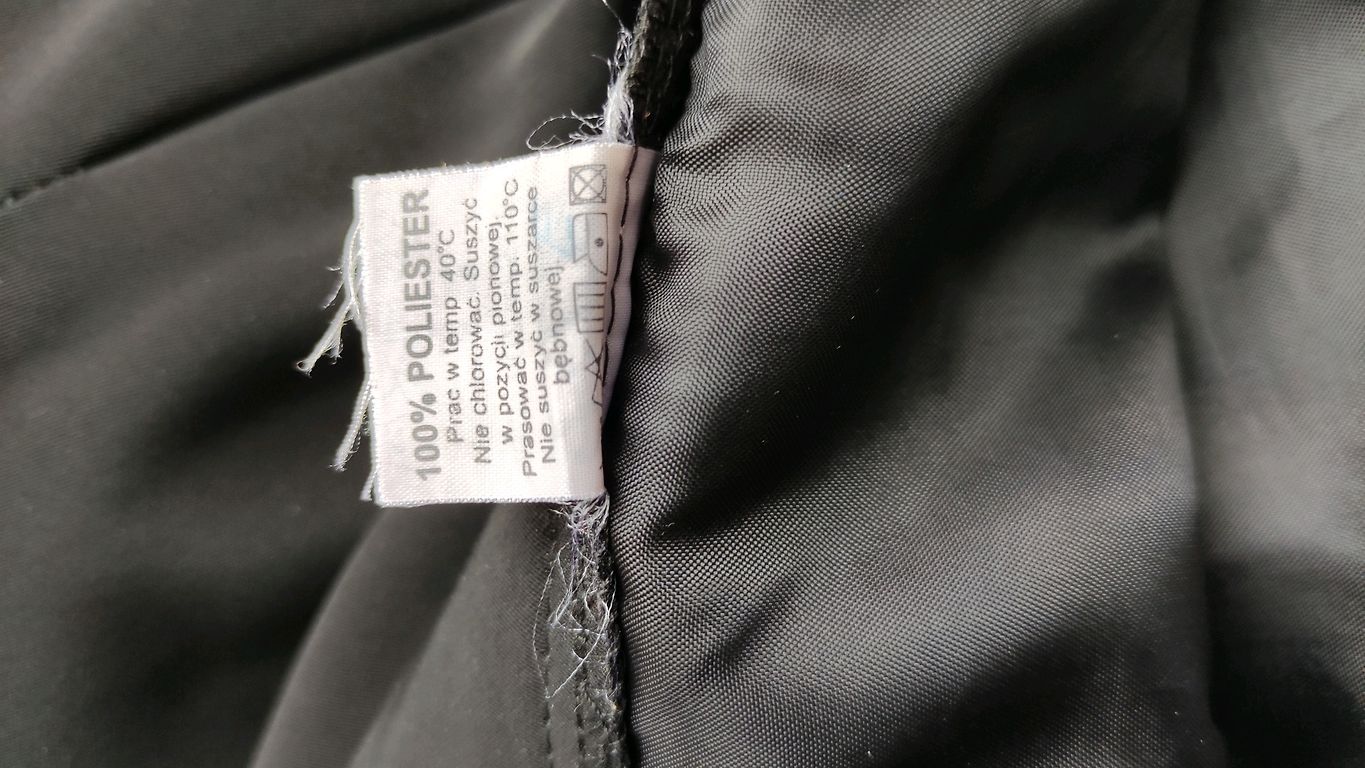 100% POLIESTER
Prać w temp 40°C
Nie chlorować. Suszyć
w pozycji pionowej.
Prasować w temp. 110°C
Nie suszyć w suszarce
bębnowej